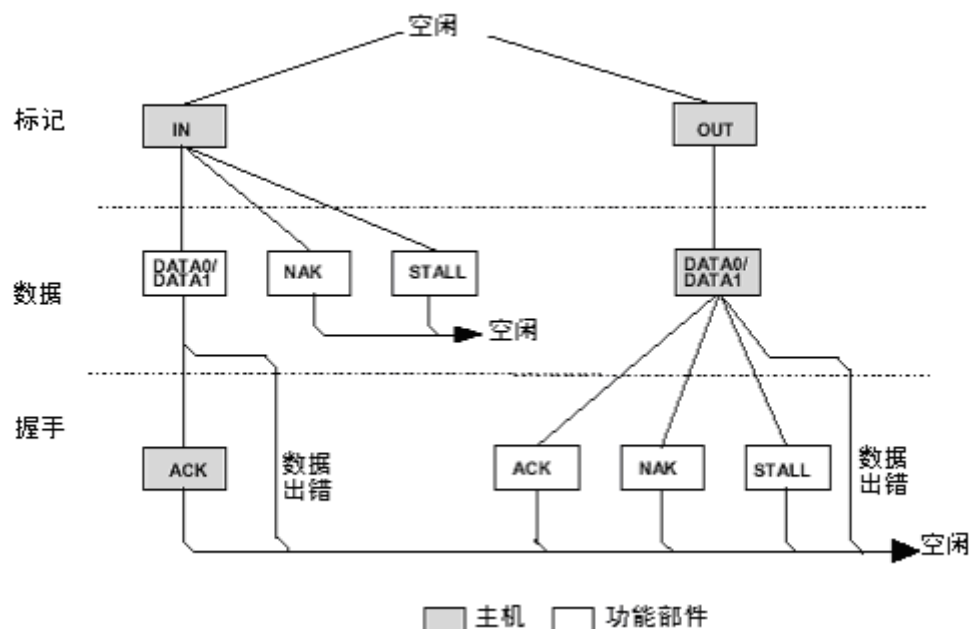 空闲
标记
IN
OUT
数据
DATA0/
DATA1
NAK
STALL
DATA0/
DATA1
空闲
握手
ACK
数据
出错
ACK
NAK
STALL
数据
出错
空闲
主机
功能部件